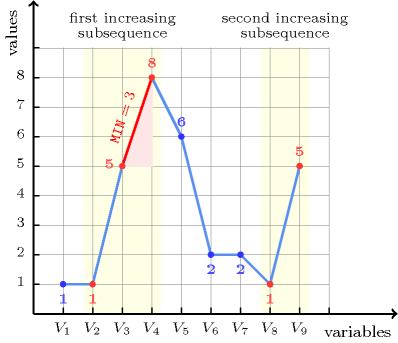 first increasing
subsequence
second increasing
subsequence
values
8
7
6
5
4
3
2
1
MIN = 3
1
1
5
8
6
2
2
1
5
V1 V2 V3 V4 V5 V6 V7 V8 V9
variables